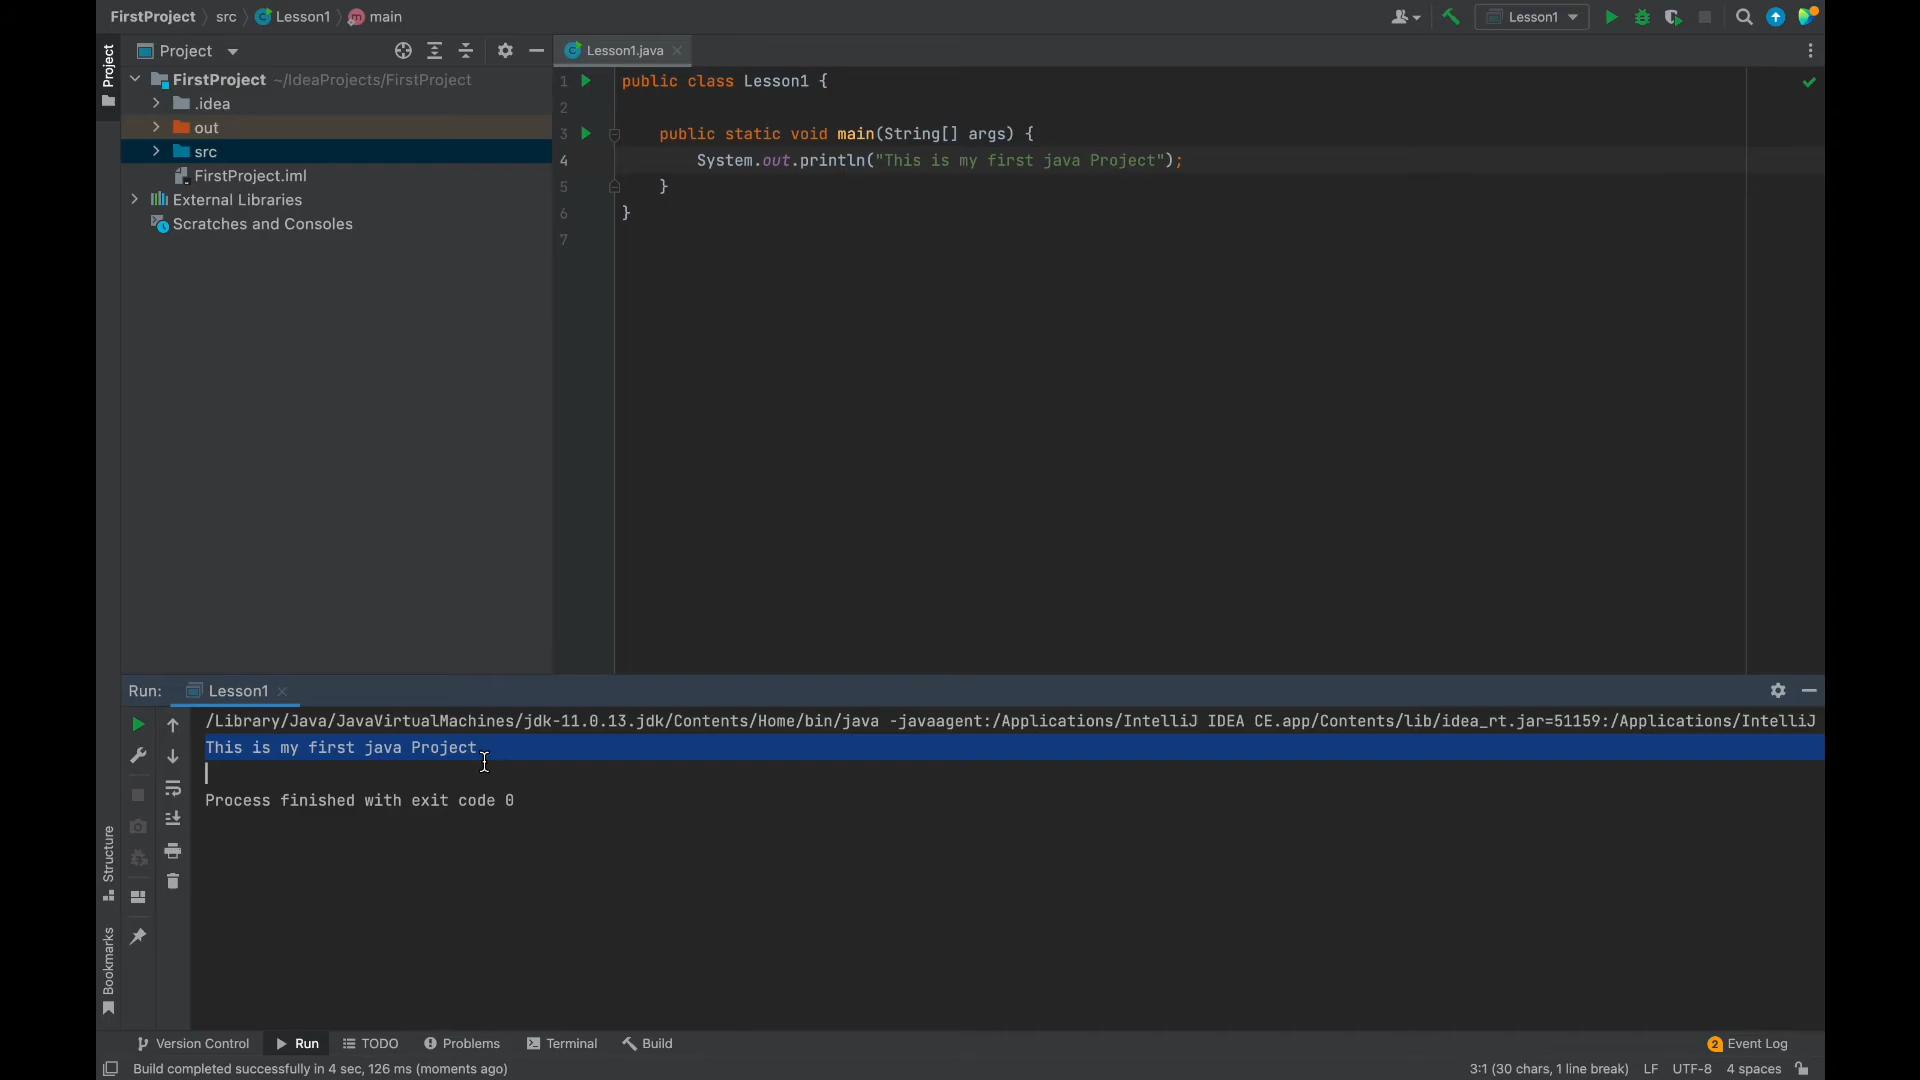 FirstProject src Lesson1 main
Lesson1
Project
Project
FirstProject ~/IdeaProjects/FirstProject
.idea
out
src
FirstProject.iml
External Libraries
Scratches and Consoles
Lesson1.java
1 public class Lesson1 {
2
3 public static void main(String[] args) {
4 System.out.println("This is my first java Project");
5 }
6 }
7
Run: Lesson1
/Library/Java/JavaVirtualMachines/jdk-11.0.13.jdk/Contents/Home/bin/java -javaagent:/Applications/IntelliJ IDEA CE.app/Contents/lib/idea_rt.jar=51159:/Applications/IntelliJ
This is my first java Project
Process finished with exit code 0
Structure
Bookmarks
Version Control Run TODO Problems Terminal Build
2 Event Log
Build completed successfully in 4 sec, 126 ms (moments ago)
3:1 (30 chars, 1 line break) LF UTF-8 4 spaces